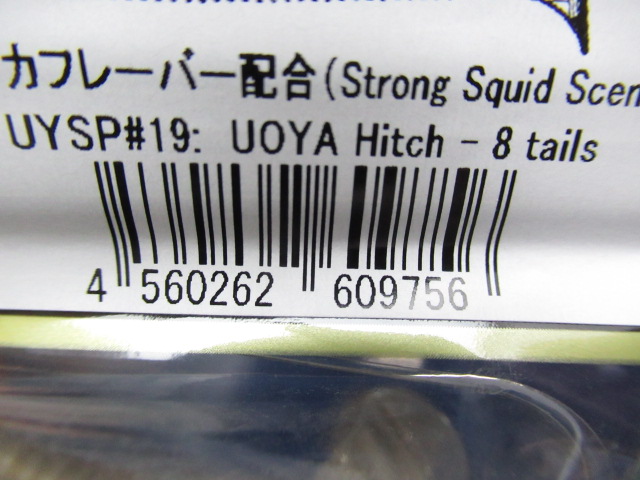 カフレーバー配合(Strong Squid Scen
UYSP#19: UOYA Hitch - 8 tails
4 560262 609756